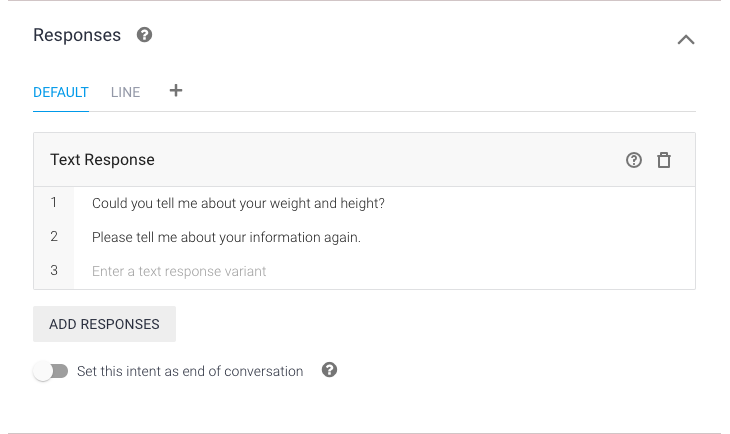 Responses ?
DEFAULT LINE +
Text Response ?
1 Could you tell me about your weight and height?
2 Please tell me about your information again.
3 Enter a text response variant
ADD RESPONSES
Set this intent as end of conversation ?